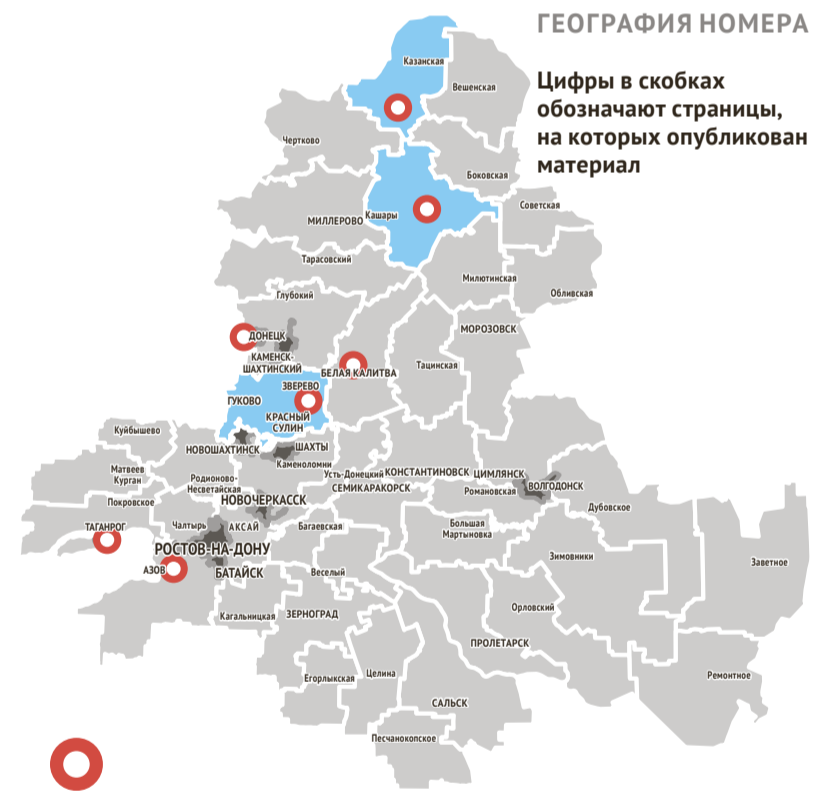 ГЕОГРАФИЯ НОМЕРА
Цифры в скобках
обозначают страницы,
на которых опубликован
материал
Казанская
Вешенская
Чертково
Боковская
Советская
Кашары
МИЛЛЕРОВО
Тарасовский
Милютинская
Обливская
Глубокий
МОРОЗОВСК
ДОНЕЦК
КАМЕНСК-
ШАХТИНСКИЙ
БЕЛАЯ КАЛИТВА
Тацинская
ЗВЕРЕВО
ГУКОВО
КРАСНЫЙ
СУЛИН
Куйбышево
НОВОШАХТИНСК
ШАХТЫ
Каменоломни
Матвеев
Курган
Родионово-
Несветайская
Усть-Донецкий
КОНСТАНТИНОВСК
ЦИМЛЯНСК
СЕМИКАРАКОРСК
Романовская
ВОЛГОДОНСК
Покровское
НОВОЧЕРКАССК
Дубовское
ТАГАНРОГ
Чалтырь
АКСАЙ
Багаевская
Большая
Мартыновка
РОСТОВ-НА-ДОНУ
Зимовники
Заветное
АЗОВ
БАТАЙСК
Веселый
Кагальницкая
ЗЕРНОГРАД
Орловский
ПРОЛЕТАРСК
Егорлыкская
Целина
Ремонтное
САЛЬСК
Песчанокопское